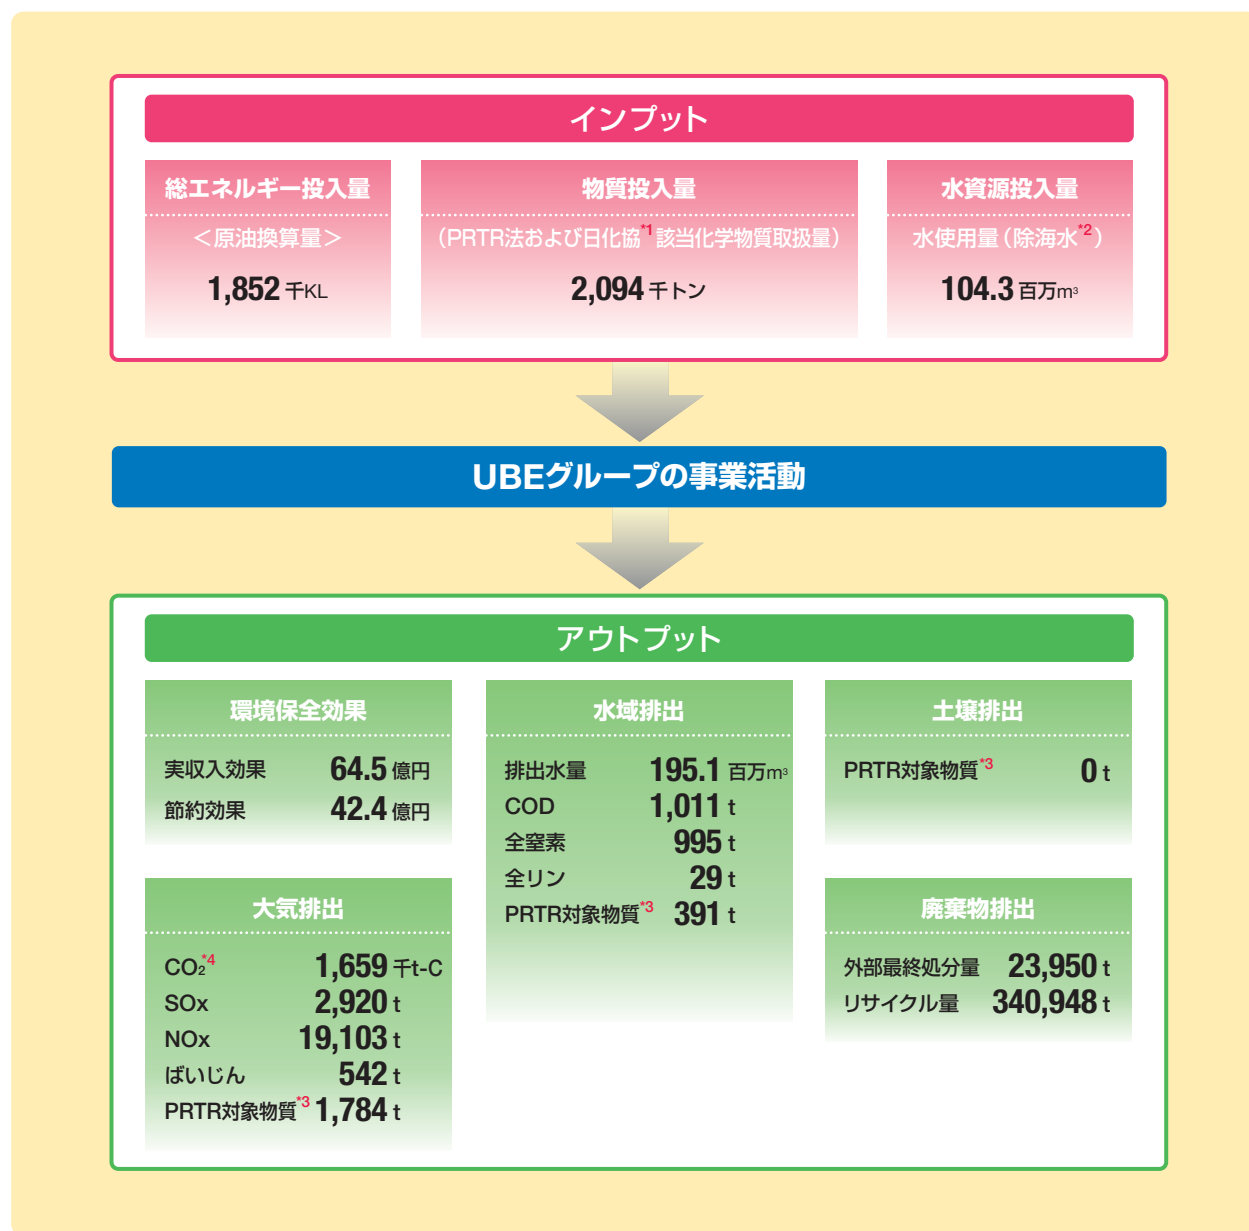 インプット
総エネルギー投入量
＜原油換算量＞
1,852 千KL
物質投入量
（PRTR法および日化協*1該当化学物質取扱量）
2,094 千トン
水資源投入量
水使用量（除海水*2）
104.3 百万m³
UBEグループの事業活動
アウトプット
環境保全効果
実収入効果 64.5 億円
節約効果 42.4 億円
大気排出
CO₂*4 1,659 千t-C
SOx 2,920 t
NOx 19,103 t
ばいじん 542 t
PRTR対象物質*3 1,784 t
水域排出
排出水量 195.1 百万m³
COD 1,011 t
全窒素 995 t
全リン 29 t
PRTR対象物質*3 391 t
土壌排出
PRTR対象物質*3 0 t
廃棄物排出
外部最終処分量 23,950 t
リサイクル量 340,948 t